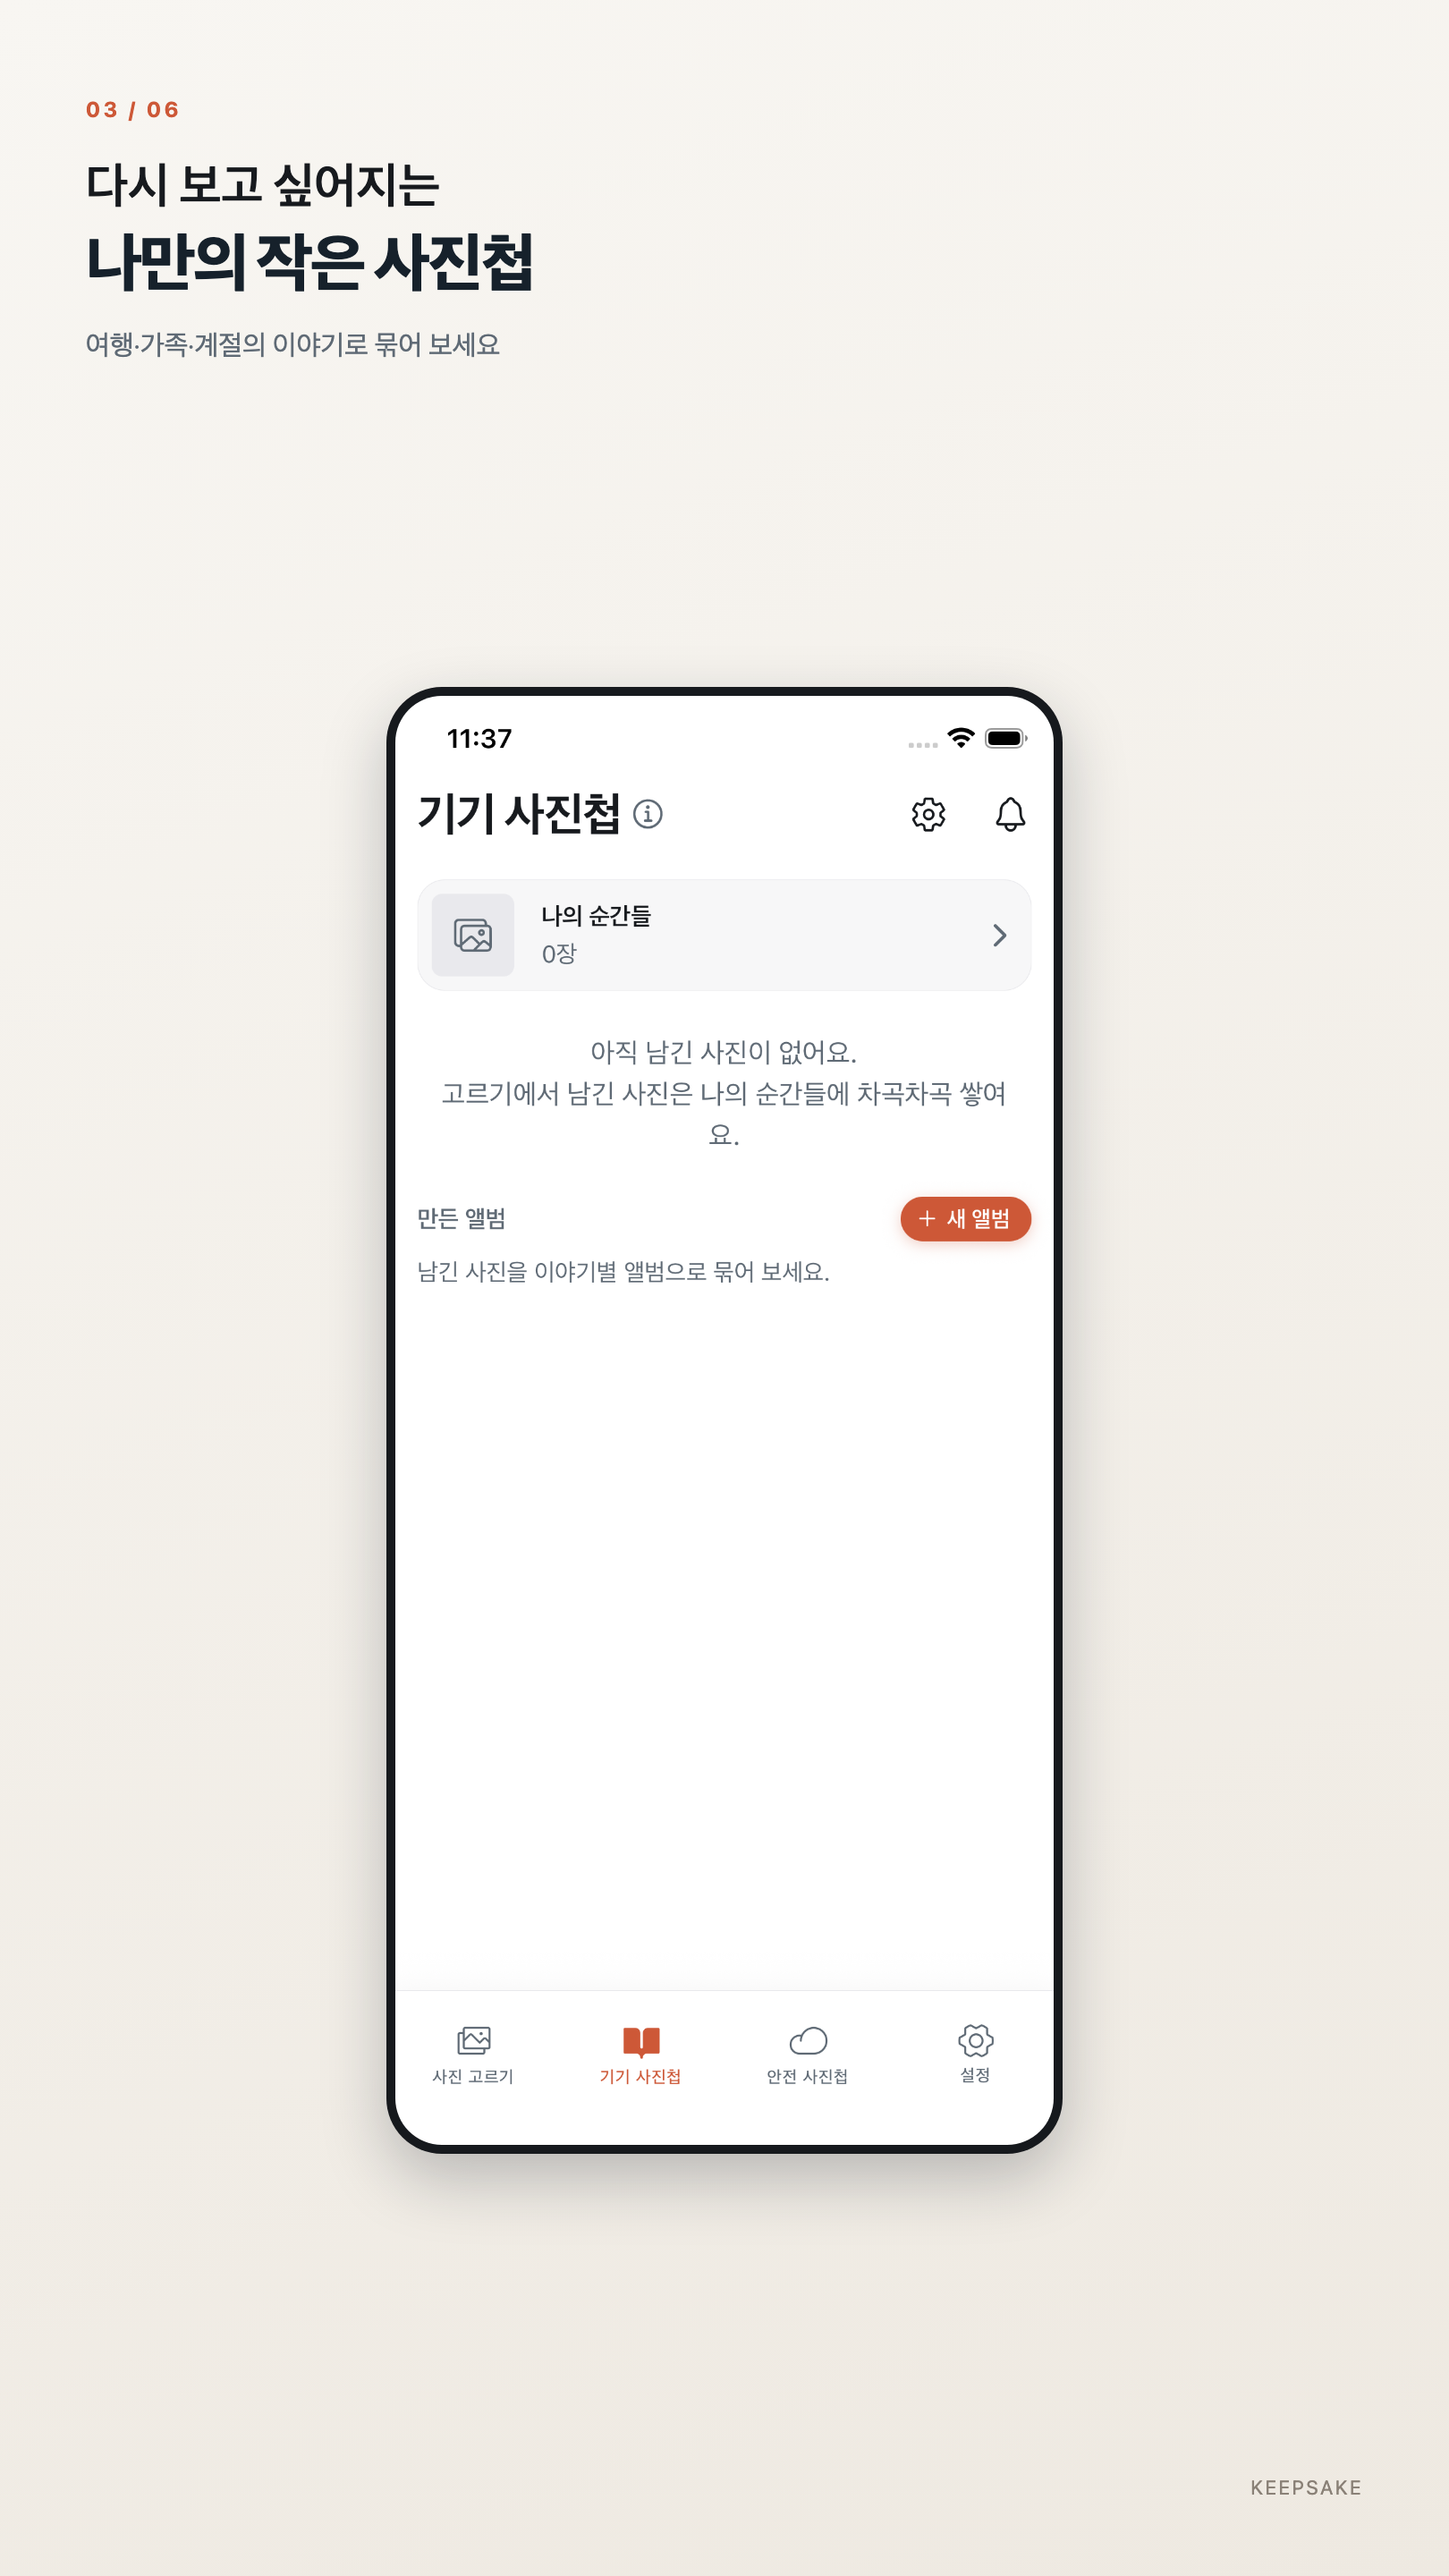 03 / 06
다시 보고 싶어지는
나만의 작은 사진첩
여행·가족·계절의 이야기로 묶어 보세요
11:37
기기 사진첩
나의 순간들
0장
아직 남긴 사진이 없어요.
고르기에서 남긴 사진은 나의 순간들에 차곡차곡 쌓여
요.
만든 앨범
+ 새 앨범
남긴 사진을 이야기별 앨범으로 묶어 보세요.
사진 고르기
기기 사진첩
안전 사진첩
설정
KEEPSAKE